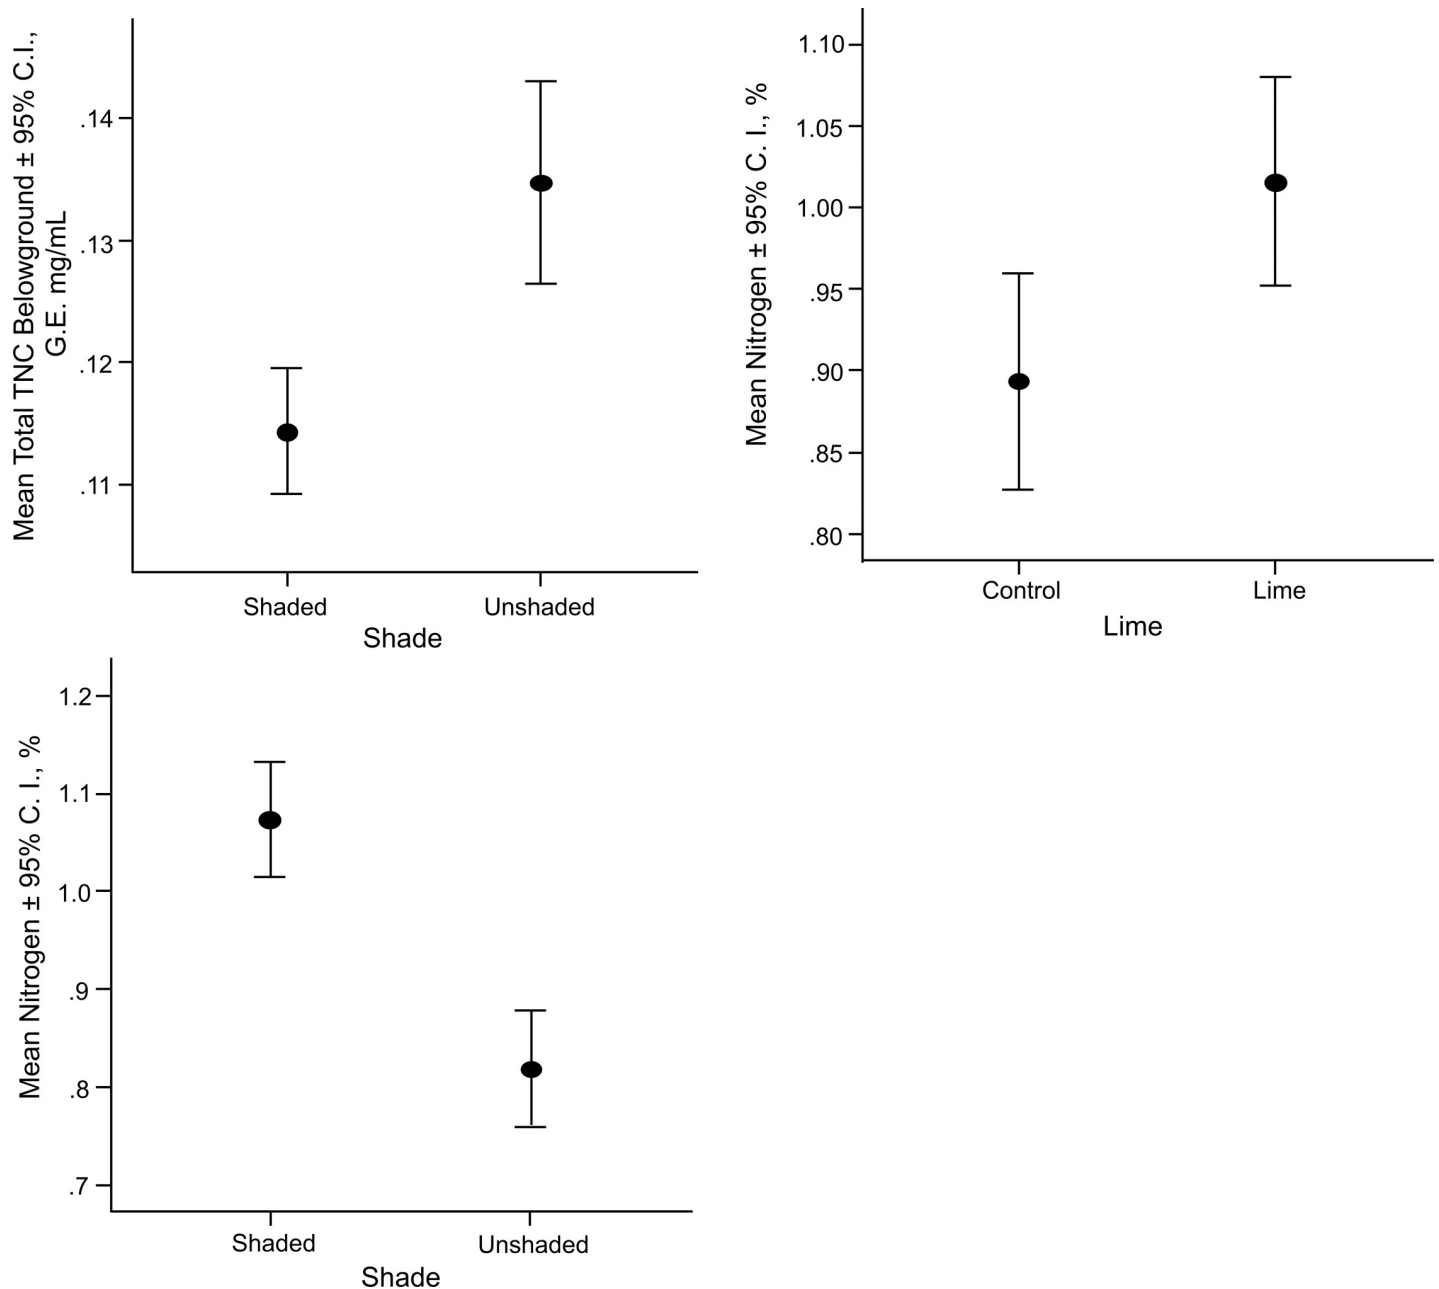 Mean Total TNC Belowground ± 95% C.I.,
G.E. mg/mL
.14
.13
.12
.11
Shaded
Unshaded
Shade
Mean Nitrogen ± 95% C. I., %
1.10
1.05
1.00
.95
.90
.85
.80
Control
Lime
Lime
Mean Nitrogen ± 95% C. I., %
1.2
1.1
1.0
.9
.8
.7
Shaded
Unshaded
Shade